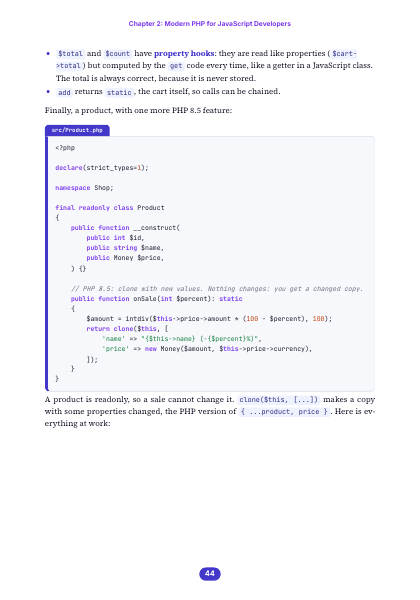 Chapter 2: Modern PHP for JavaScript Developers
• $total and $count have property hooks: they are read like properties ( $cart-
>total ) but computed by the get code every time, like a getter in a JavaScript class.
The total is always correct, because it is never stored.
• add returns static , the cart itself, so calls can be chained.
Finally, a product, with one more PHP 8.5 feature:
src/Product.php
<?php
declare(strict_types=1);
namespace Shop;
final readonly class Product
{
    public function __construct(
        public int $id,
        public string $name,
        public Money $price,
    ) {}
    // PHP 8.5: clone with new values. Nothing changes: you get a changed copy.
    public function onSale(int $percent): static
    {
        $amount = intdiv($this->price->amount * (100 - $percent), 100);
        return clone($this, [
            'name' => "{$this->name} (-{$percent}%)",
            'price' => new Money($amount, $this->price->currency),
        ]);
    }
}
A product is readonly, so a sale cannot change it. clone($this, [...]) makes a copy
with some properties changed, the PHP version of { ...product, price } . Here is ev-
erything at work:
44